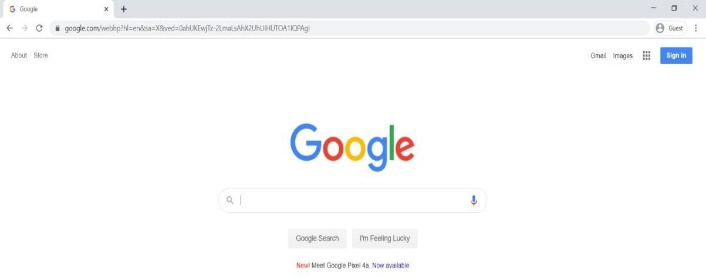 Google
google.com/webhp?hl=en&sa=X&ved=0ahUKEwjTz-2LmaLsAhX2UhUIHUTOA1IQPAgI
Guest
About Store
Gmail Images Sign in
Google
Google Search I'm Feeling Lucky
New! Meet Google Pixel 4a. Now available